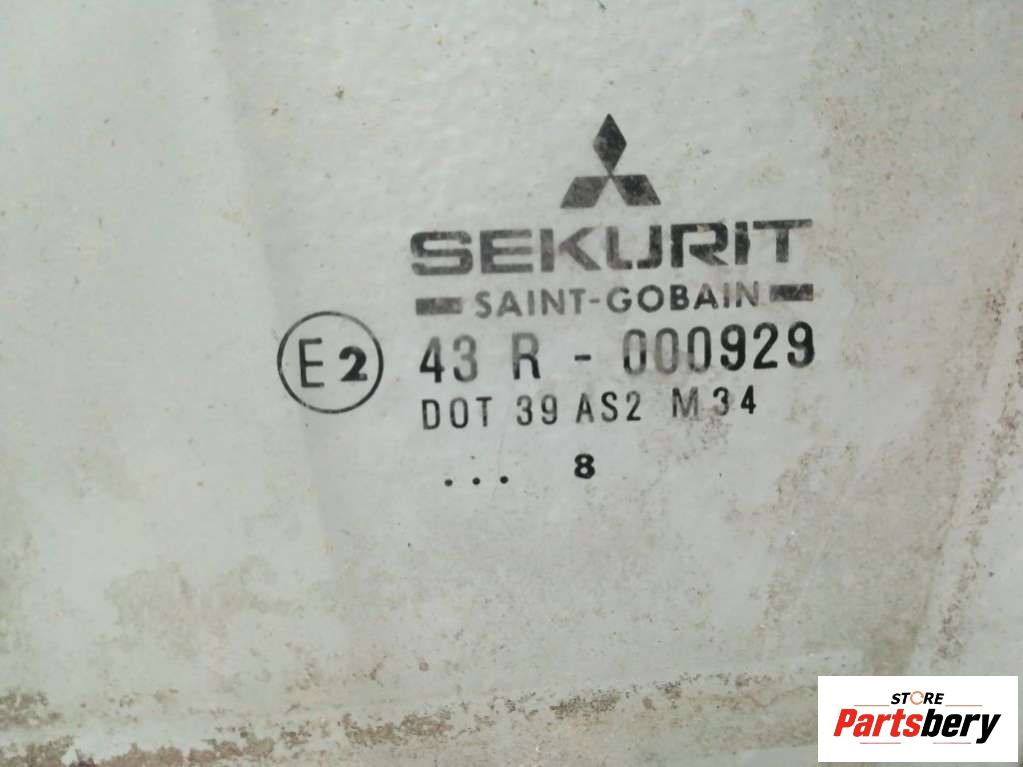 SEKURIT
SAINT-GOBAIN
E2 43 R - 000929
DOT 39 AS2 M34
... 8
STORE
Partsbery